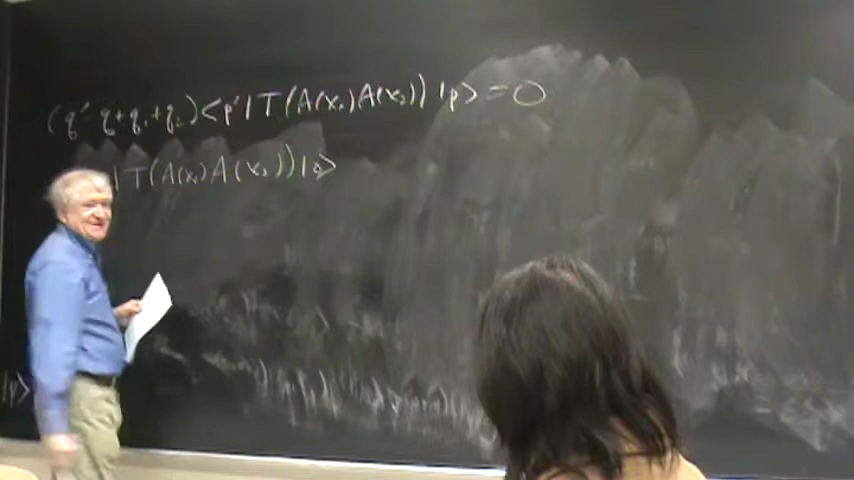 (q' - q + q₁ + q₂) <p'|T(A(x₁)A(x₂))|p> = 0
|T(A(x₁)A(x₂))|p>
|p>